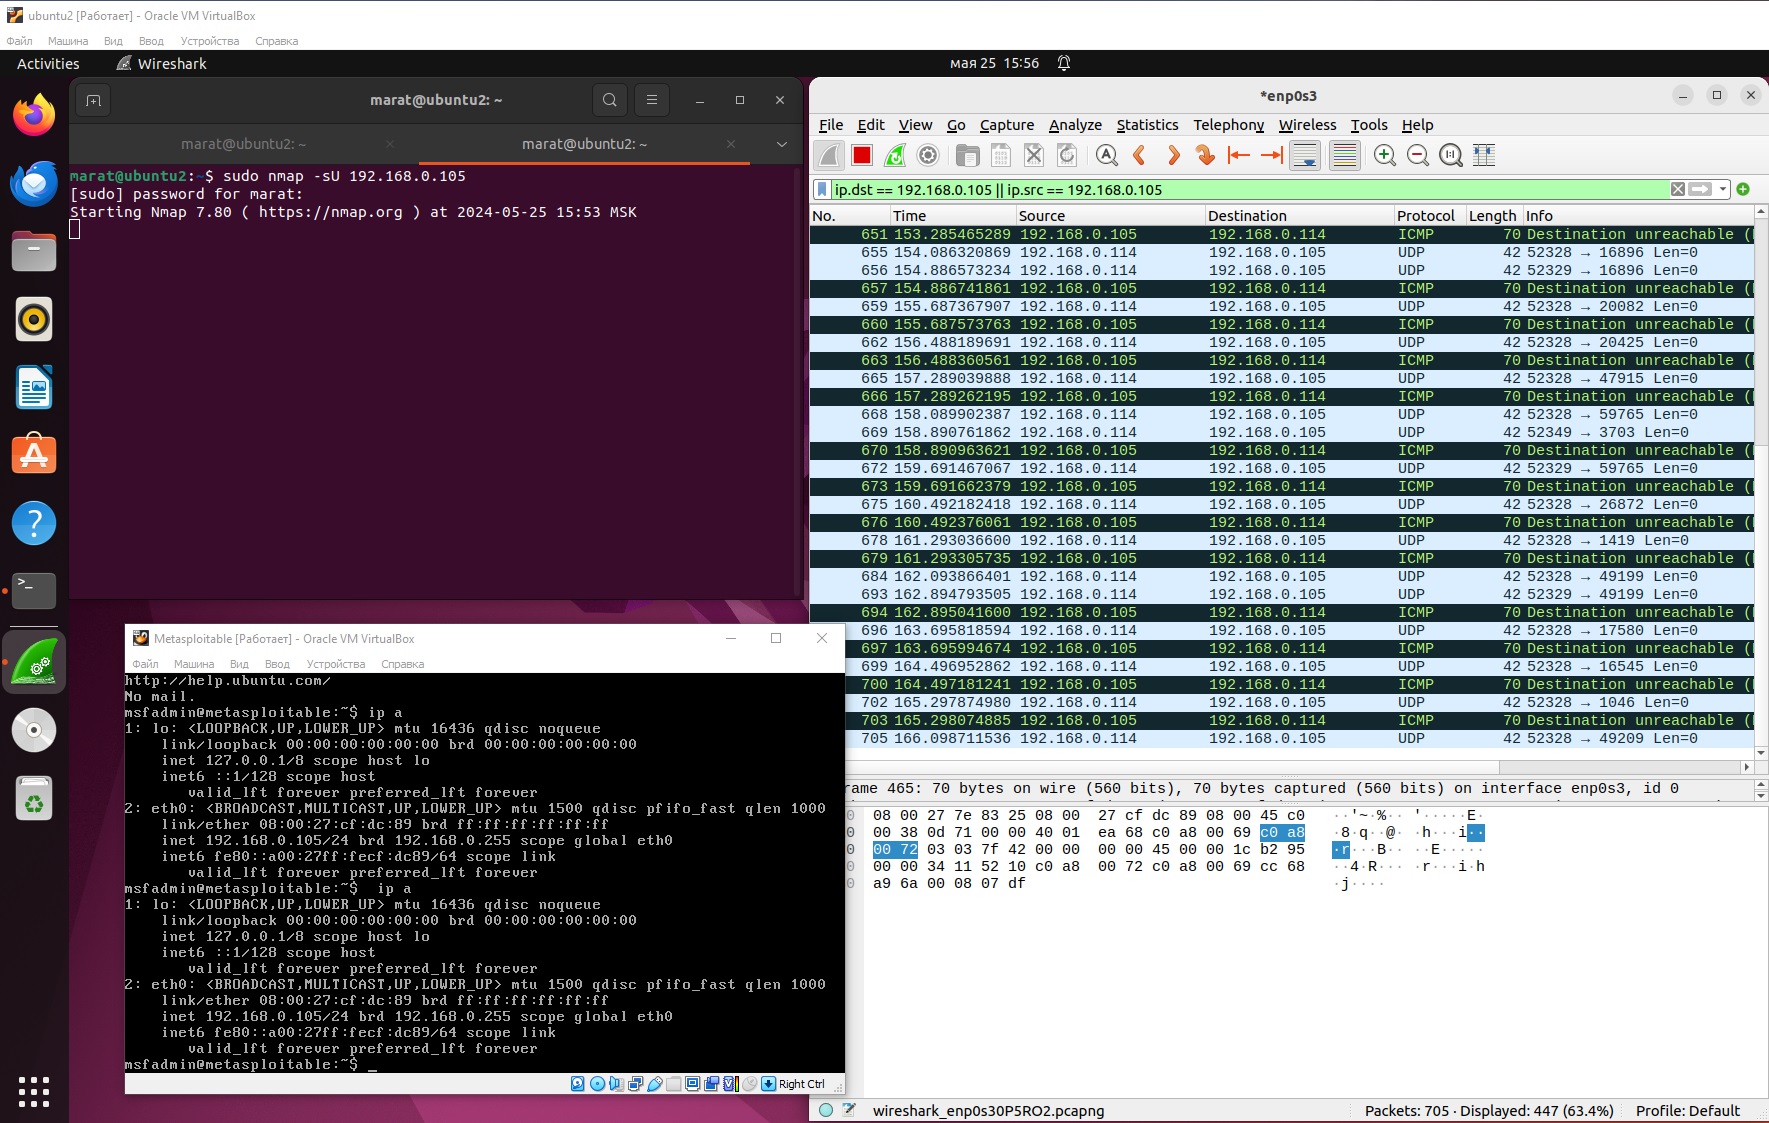 ubuntu2 [Работает] - Oracle VM VirtualBox
Файл Машина Вид Ввод Устройства Справка
Activities Wireshark мая 25 15:56
marat@ubuntu2: ~
marat@ubuntu2: ~ marat@ubuntu2: ~
marat@ubuntu2:~$ sudo nmap -sU 192.168.0.105
[sudo] password for marat:
Starting Nmap 7.80 ( https://nmap.org ) at 2024-05-25 15:53 MSK
*enp0s3
File Edit View Go Capture Analyze Statistics Telephony Wireless Tools Help
ip.dst == 192.168.0.105 || ip.src == 192.168.0.105
No. Time Source Destination Protocol Length Info
651 153.285465289 192.168.0.105 192.168.0.114 ICMP 70 Destination unreachable (
655 154.086320869 192.168.0.114 192.168.0.105 UDP 42 52328 → 16896 Len=0
656 154.886573234 192.168.0.114 192.168.0.105 UDP 42 52329 → 16896 Len=0
657 154.886741861 192.168.0.105 192.168.0.114 ICMP 70 Destination unreachable (
659 155.687367907 192.168.0.114 192.168.0.105 UDP 42 52328 → 20082 Len=0
660 155.687573763 192.168.0.105 192.168.0.114 ICMP 70 Destination unreachable (
662 156.488189691 192.168.0.114 192.168.0.105 UDP 42 52328 → 20425 Len=0
663 156.488360561 192.168.0.105 192.168.0.114 ICMP 70 Destination unreachable (
665 157.289039888 192.168.0.114 192.168.0.105 UDP 42 52328 → 47915 Len=0
666 157.289262195 192.168.0.105 192.168.0.114 ICMP 70 Destination unreachable (
668 158.089902387 192.168.0.114 192.168.0.105 UDP 42 52328 → 59765 Len=0
669 158.890761862 192.168.0.114 192.168.0.105 UDP 42 52349 → 3703 Len=0
670 158.890963621 192.168.0.105 192.168.0.114 ICMP 70 Destination unreachable (
672 159.691467067 192.168.0.114 192.168.0.105 UDP 42 52329 → 59765 Len=0
673 159.691662379 192.168.0.105 192.168.0.114 ICMP 70 Destination unreachable (
675 160.492182418 192.168.0.114 192.168.0.105 UDP 42 52328 → 26872 Len=0
676 160.492376061 192.168.0.105 192.168.0.114 ICMP 70 Destination unreachable (
678 161.293036600 192.168.0.114 192.168.0.105 UDP 42 52328 → 1419 Len=0
679 161.293305735 192.168.0.105 192.168.0.114 ICMP 70 Destination unreachable (
684 162.093866401 192.168.0.114 192.168.0.105 UDP 42 52328 → 49199 Len=0
693 162.894793505 192.168.0.114 192.168.0.105 UDP 42 52329 → 49199 Len=0
694 162.895041600 192.168.0.105 192.168.0.114 ICMP 70 Destination unreachable (
696 163.695818594 192.168.0.114 192.168.0.105 UDP 42 52328 → 17580 Len=0
697 163.695994674 192.168.0.105 192.168.0.114 ICMP 70 Destination unreachable (
699 164.496952862 192.168.0.114 192.168.0.105 UDP 42 52328 → 16545 Len=0
700 164.497181241 192.168.0.105 192.168.0.114 ICMP 70 Destination unreachable (
702 165.297874980 192.168.0.114 192.168.0.105 UDP 42 52328 → 1046 Len=0
703 165.298074885 192.168.0.105 192.168.0.114 ICMP 70 Destination unreachable (
705 166.098711536 192.168.0.114 192.168.0.105 UDP 42 52328 → 49209 Len=0
rame 465: 70 bytes on wire (560 bits), 70 bytes captured (560 bits) on interface enp0s3, id 0
08 00 27 7e 83 25 08 00 27 cf dc 89 08 00 45 c0 ··'~·%·· '·····E·
00 38 0d 71 00 00 40 01 ea 68 c0 a8 00 69 c0 a8 ·8·q··@· ·h···i··
00 72 03 03 7f 42 00 00 00 00 45 00 00 1c b2 95 ·r···B·· ··E·····
00 00 34 11 52 10 c0 a8 00 72 c0 a8 00 69 cc 68 ··4·R··· ·r···i·h
a9 6a 00 08 07 df ·j····
wireshark_enp0s30P5RO2.pcapng Packets: 705 · Displayed: 447 (63.4%) Profile: Default
Metasploitable [Работает] - Oracle VM VirtualBox
Файл Машина Вид Ввод Устройства Справка
http://help.ubuntu.com/
No mail.
msfadmin@metasploitable:~$ ip a
1: lo: <LOOPBACK,UP,LOWER_UP> mtu 16436 qdisc noqueue
link/loopback 00:00:00:00:00:00 brd 00:00:00:00:00:00
inet 127.0.0.1/8 scope host lo
inet6 ::1/128 scope host
valid_lft forever preferred_lft forever
2: eth0: <BROADCAST,MULTICAST,UP,LOWER_UP> mtu 1500 qdisc pfifo_fast qlen 1000
link/ether 08:00:27:cf:dc:89 brd ff:ff:ff:ff:ff:ff
inet 192.168.0.105/24 brd 192.168.0.255 scope global eth0
inet6 fe80::a00:27ff:fecf:dc89/64 scope link
valid_lft forever preferred_lft forever
msfadmin@metasploitable:~$  ip a
1: lo: <LOOPBACK,UP,LOWER_UP> mtu 16436 qdisc noqueue
link/loopback 00:00:00:00:00:00 brd 00:00:00:00:00:00
inet 127.0.0.1/8 scope host lo
inet6 ::1/128 scope host
valid_lft forever preferred_lft forever
2: eth0: <BROADCAST,MULTICAST,UP,LOWER_UP> mtu 1500 qdisc pfifo_fast qlen 1000
link/ether 08:00:27:cf:dc:89 brd ff:ff:ff:ff:ff:ff
inet 192.168.0.105/24 brd 192.168.0.255 scope global eth0
inet6 fe80::a00:27ff:fecf:dc89/64 scope link
valid_lft forever preferred_lft forever
msfadmin@metasploitable:~$ _
Right Ctrl